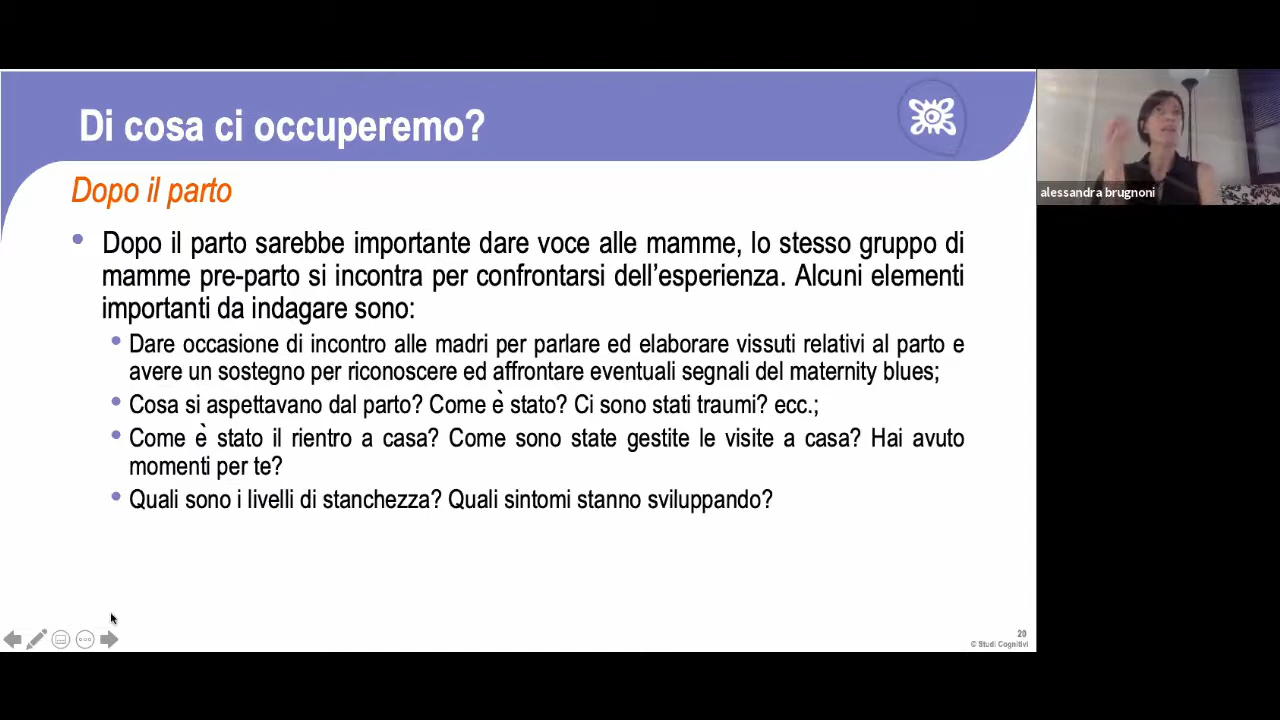 Di cosa ci occuperemo?
alessandra brugnoni
Dopo il parto
Dopo il parto sarebbe importante dare voce alle mamme, lo stesso gruppo di
mamme pre-parto si incontra per confrontarsi dell’esperienza. Alcuni elementi
importanti da indagare sono:
Dare occasione di incontro alle madri per parlare ed elaborare vissuti relativi al parto e
avere un sostegno per riconoscere ed affrontare eventuali segnali del maternity blues;
Cosa si aspettavano dal parto? Come è stato? Ci sono stati traumi? ecc.;
Come è stato il rientro a casa? Come sono state gestite le visite a casa? Hai avuto
momenti per te?
Quali sono i livelli di stanchezza? Quali sintomi stanno sviluppando?
20
© Studi Cognitivi